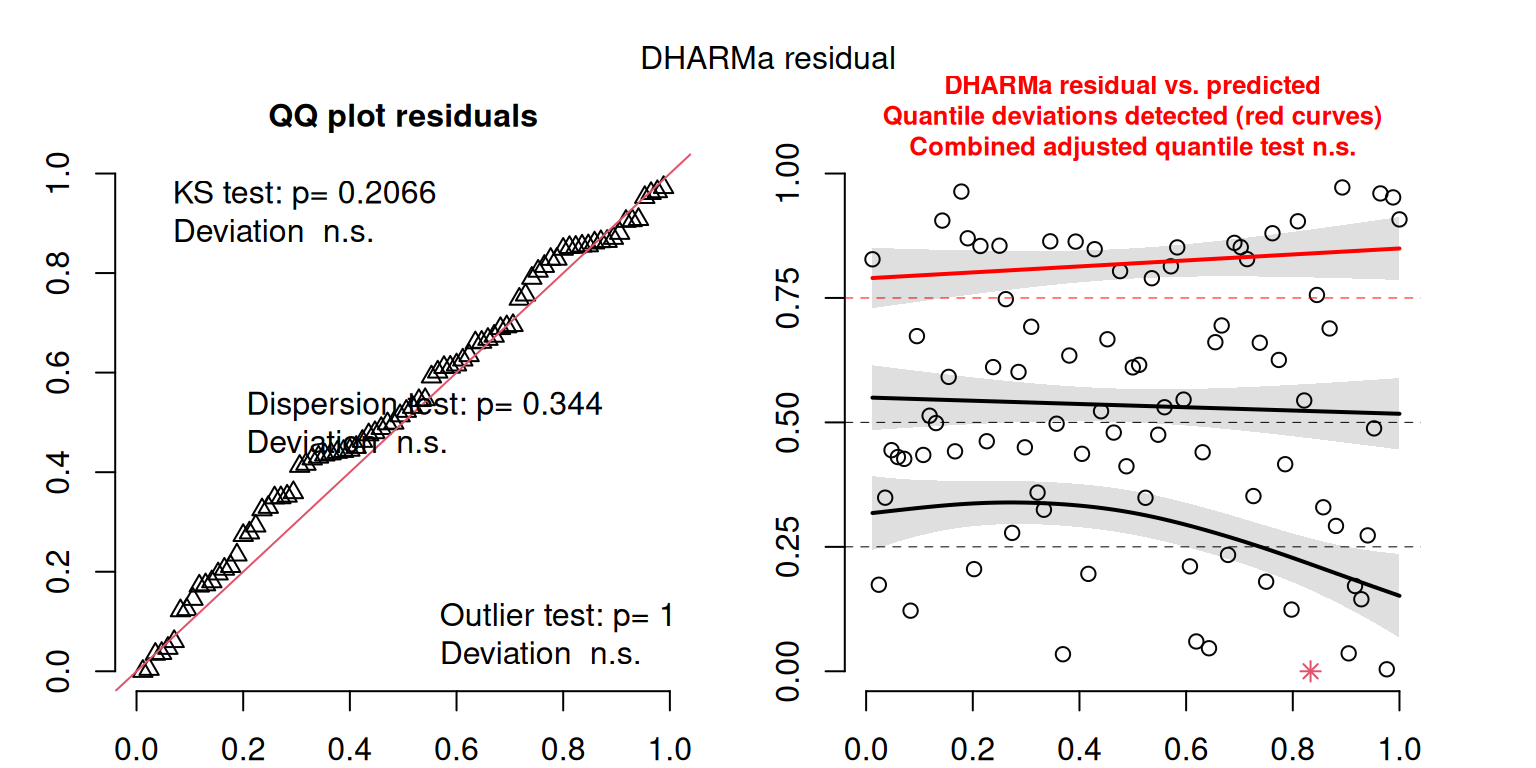 DHARMa residual
QQ plot residuals
KS test: p= 0.2066
Deviation  n.s.
Dispersion test: p= 0.344
Deviation  n.s.
Outlier test: p= 1
Deviation  n.s.
0.0
0.2
0.4
0.6
0.8
1.0
0.0 0.2 0.4 0.6 0.8 1.0
DHARMa residual vs. predicted
Quantile deviations detected (red curves)
Combined adjusted quantile test n.s.
0.00
0.25
0.50
0.75
1.00
0.0 0.2 0.4 0.6 0.8 1.0